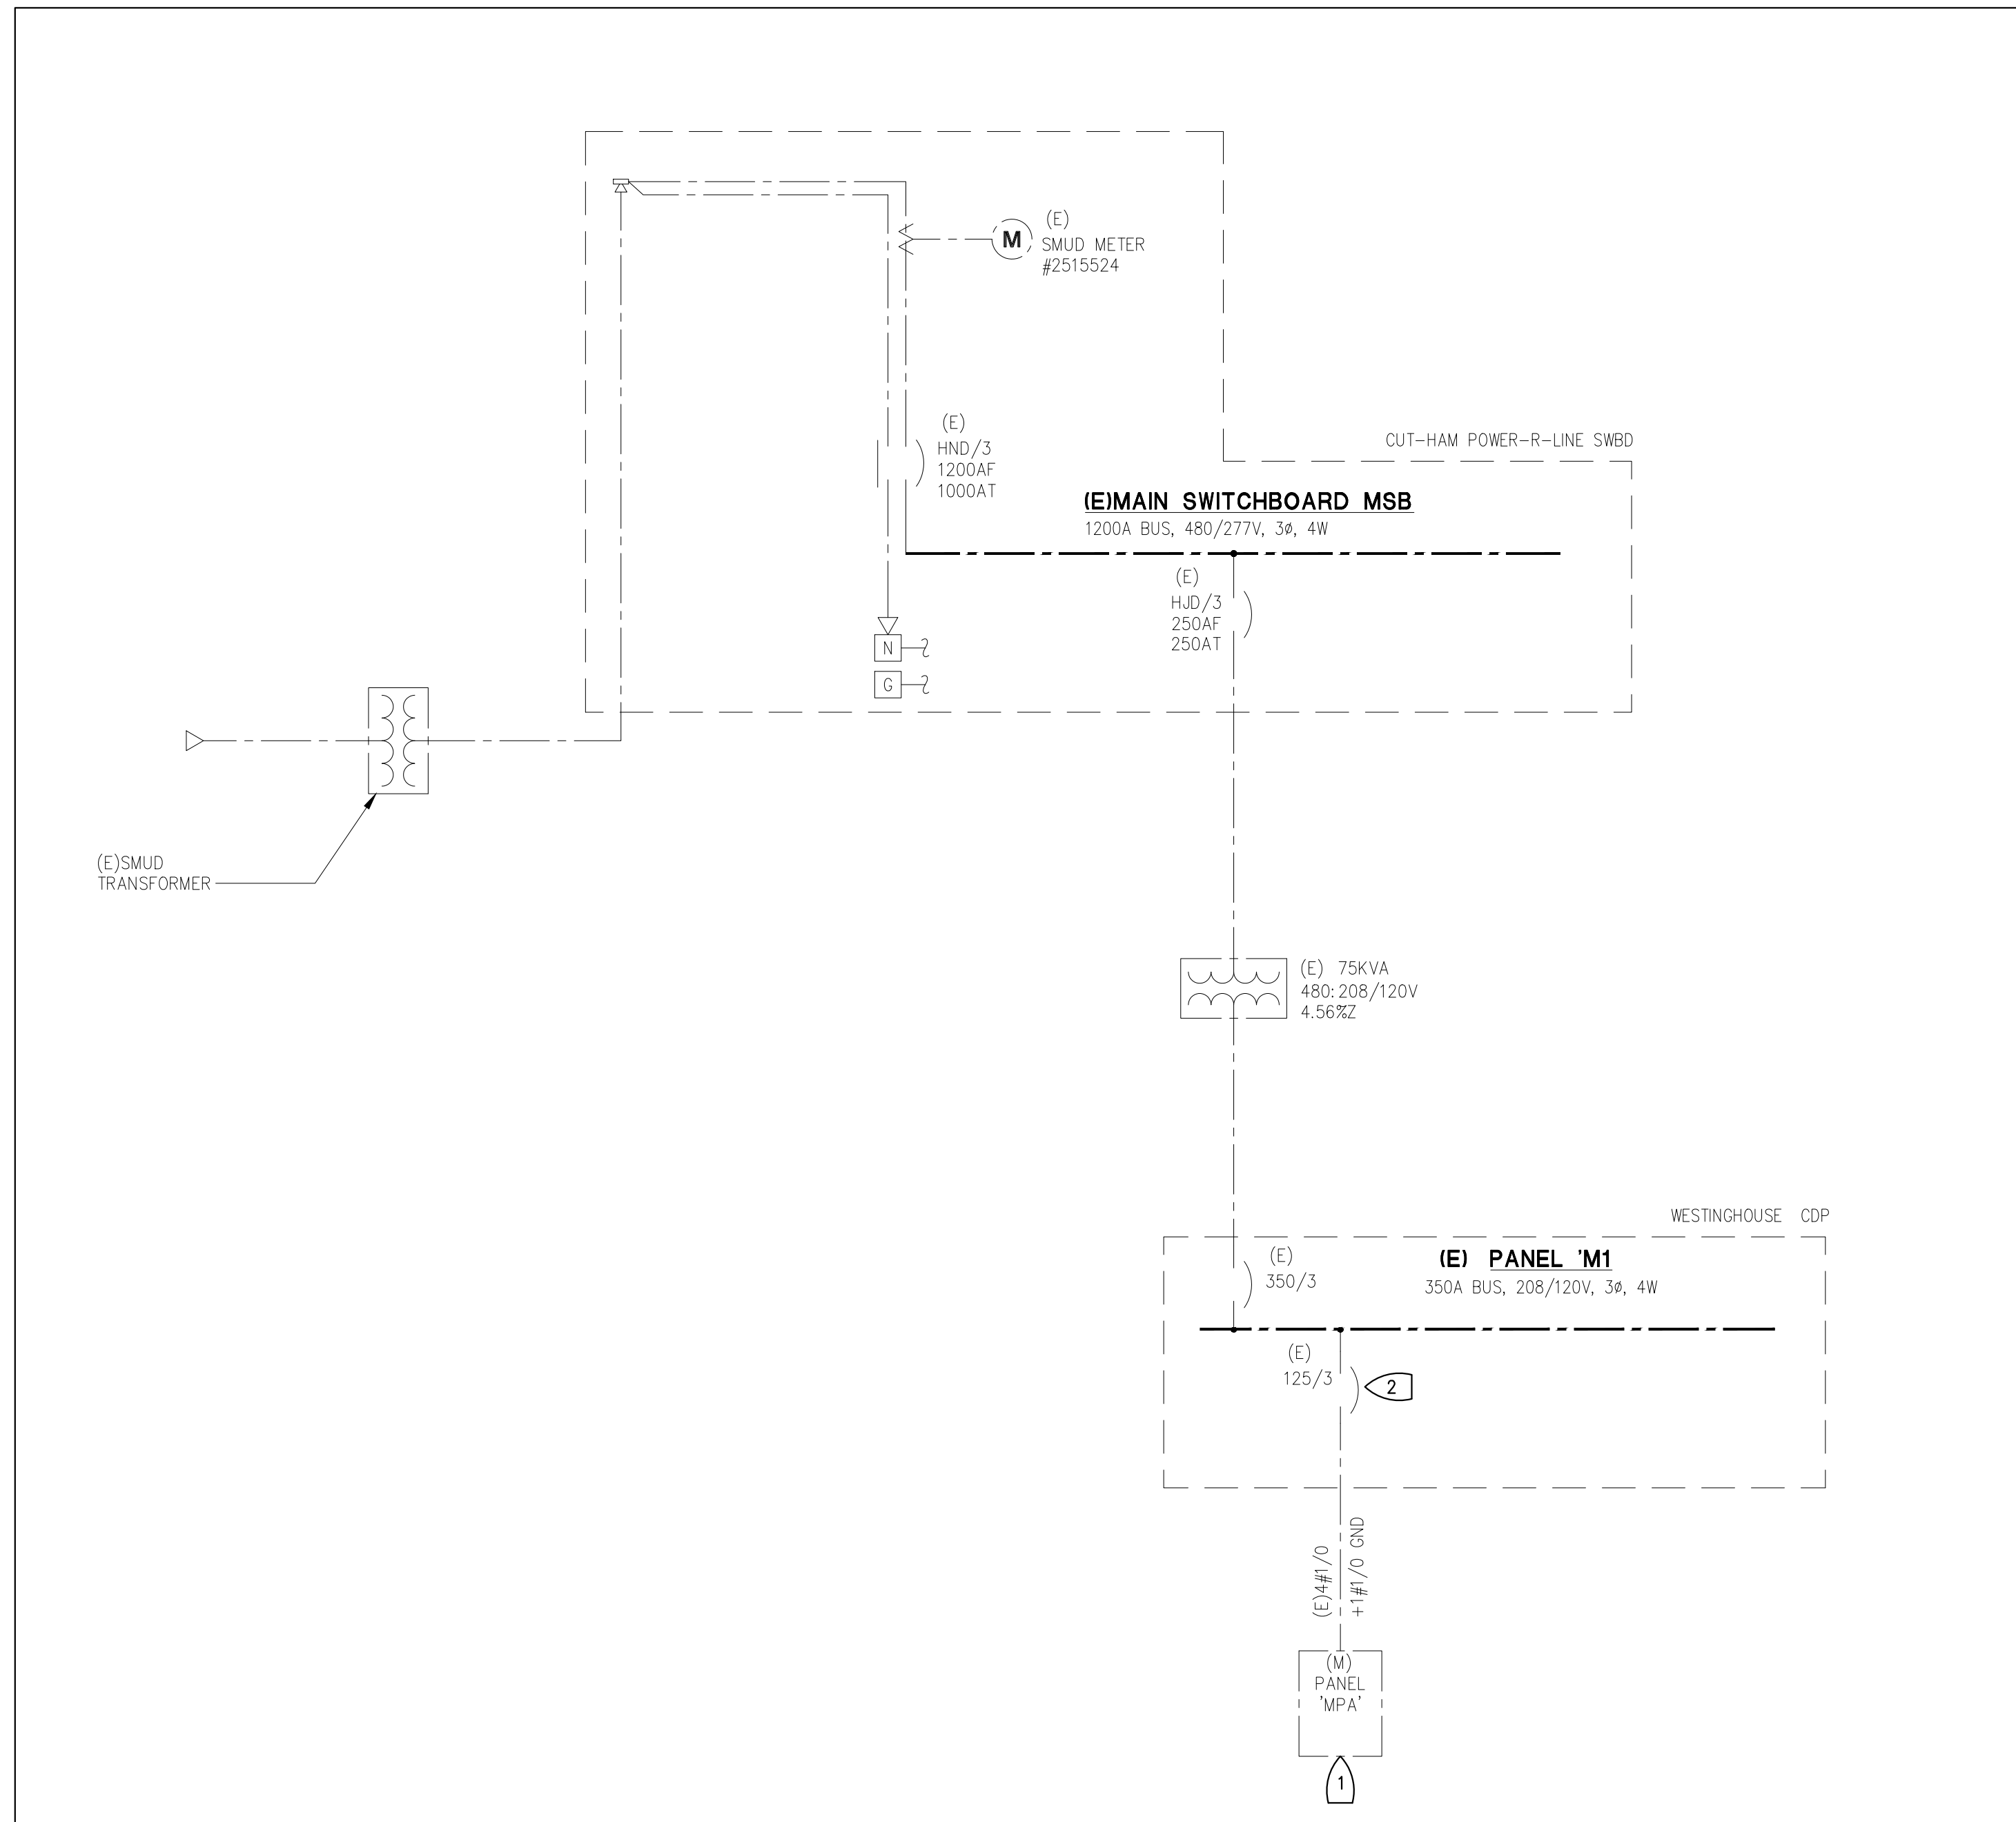 M
(E)
SMUD METER
#2515524
(E)
HND/3
1200AF
1000AT
CUT-HAM POWER-R-LINE SWBD
(E)MAIN SWITCHBOARD MSB
1200A BUS, 480/277V, 3ø, 4W
(E)
HJD/3
250AF
250AT
N
G
(E)SMUD
TRANSFORMER
(E) 75KVA
480:208/120V
4.56%Z
WESTINGHOUSE CDP
(E) PANEL 'M1
350A BUS, 208/120V, 3ø, 4W
(E)
350/3
(E)
125/3
2
(E)4#1/0
+1#1/0 GND
(M)
PANEL
'MPA'
1